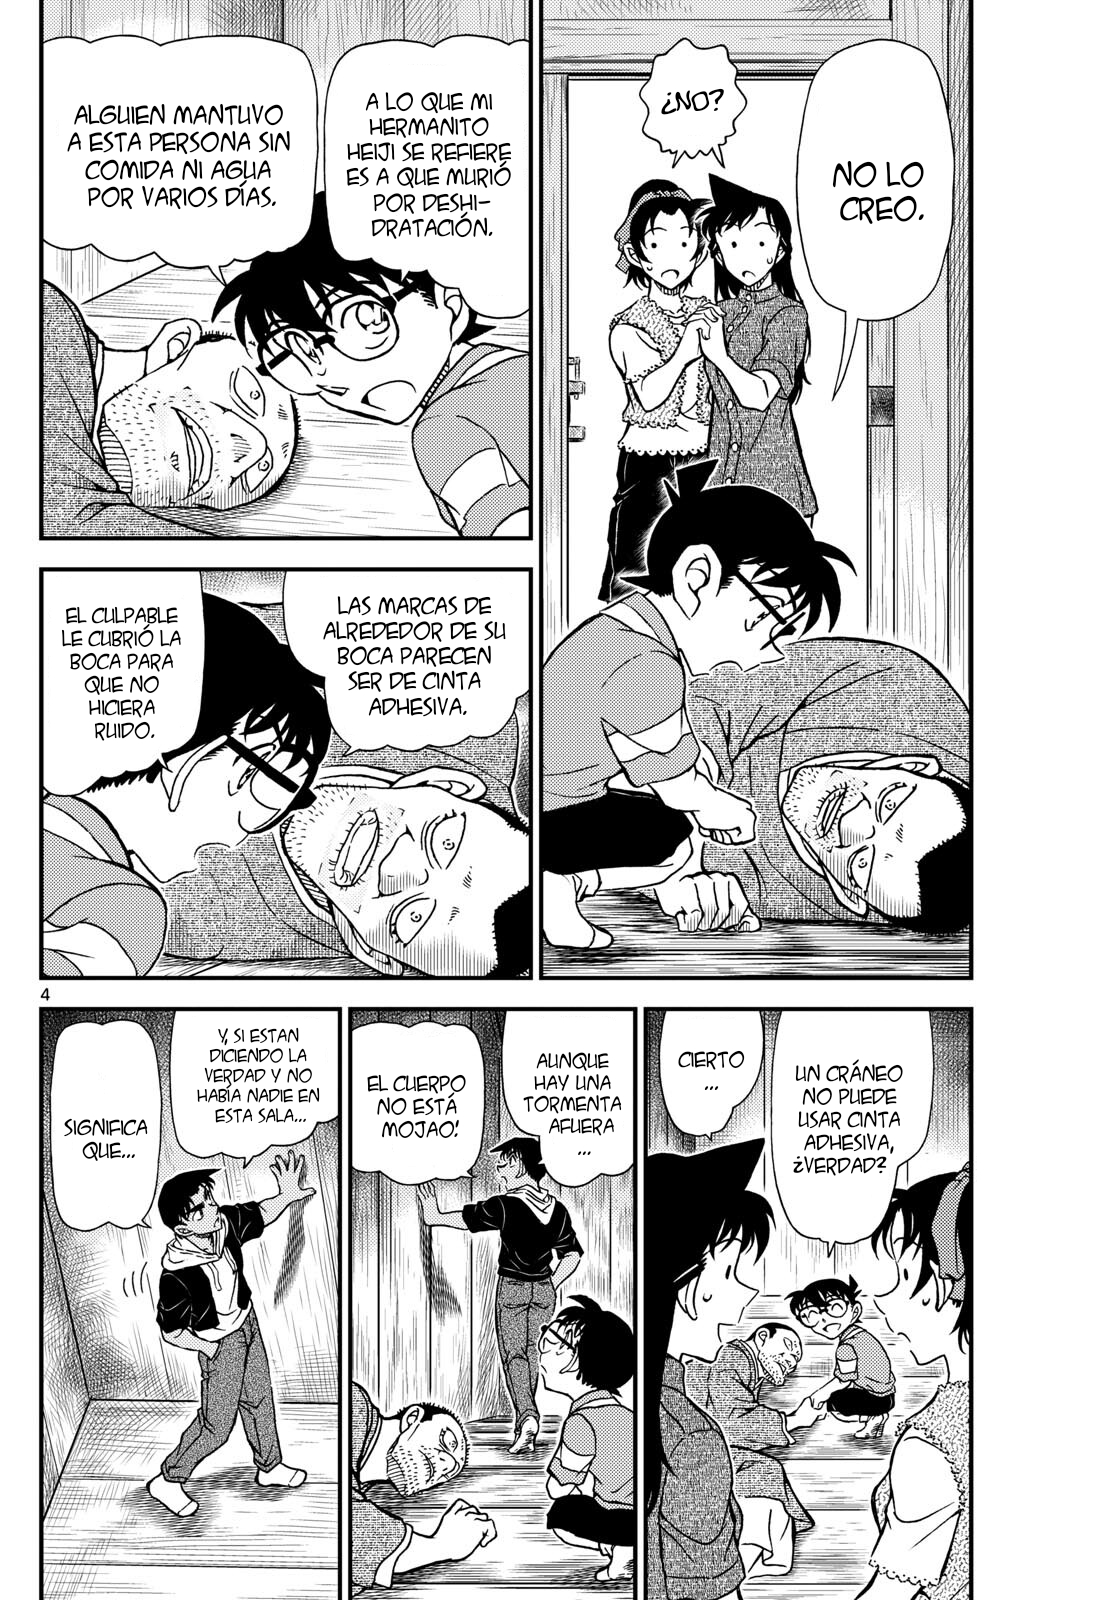 ¿NO?
NO LO
CREO.
A LO QUE MI
HERMANITO
HEIJI SE REFIERE
ES A QUE MURIÓ
POR DESHI-
DRATACIÓN.
ALGUIEN MANTUVO
A ESTA PERSONA SIN
COMIDA NI AGUA
POR VARIOS DÍAS.
LAS MARCAS DE
ALREDEDOR DE SU
BOCA PARECEN
SER DE CINTA
ADHESIVA.
EL CULPABLE
LE CUBRIÓ LA
BOCA PARA
QUE NO
HICIERA
RUIDO.
4
UN CRÁNEO
NO PUEDE
USAR CINTA
ADHESIVA,
¿VERDAD?
CIERTO
...
AUNQUE
HAY UNA
TORMENTA
AFUERA
...
EL CUERPO
NO ESTÁ
MOJAO!
Y, SI ESTAN
DICIENDO LA
VERDAD Y NO
HABÍA NADIE EN
ESTA SALA...
SIGNIFICA
QUE...